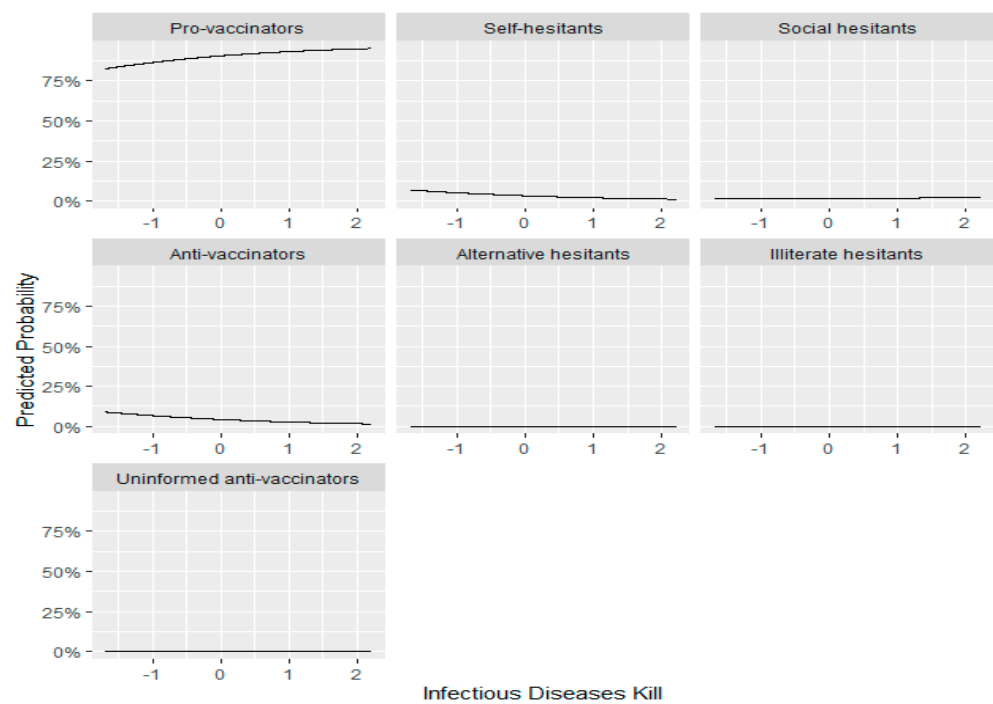 Pro-vaccinators Self-hesitants Social hesitants
75%
50%
25%
0%
-1 0 1 2 -1 0 1 2 -1 0 1 2
Anti-vaccinators Alternative hesitants Illiterate hesitants
Predicted Probability
75%
50%
25%
0%
-1 0 1 2 -1 0 1 2 -1 0 1 2
Uninformed anti-vaccinators
75%
50%
25%
0%
-1 0 1 2
Infectious Diseases Kill